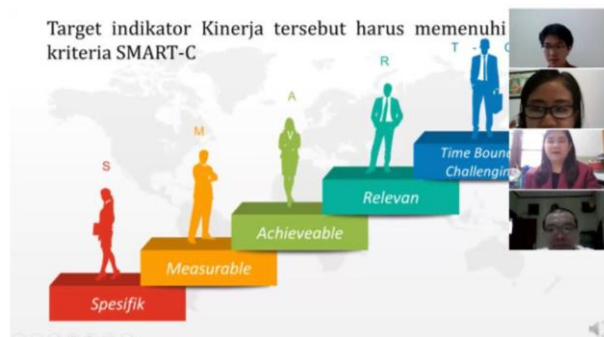 Target indikator Kinerja tersebut harus memenuhi
kriteria SMART-C
S
M
A
R
T -
Spesifik
Measurable
Achieveable
Relevan
Time Bound
Challenging